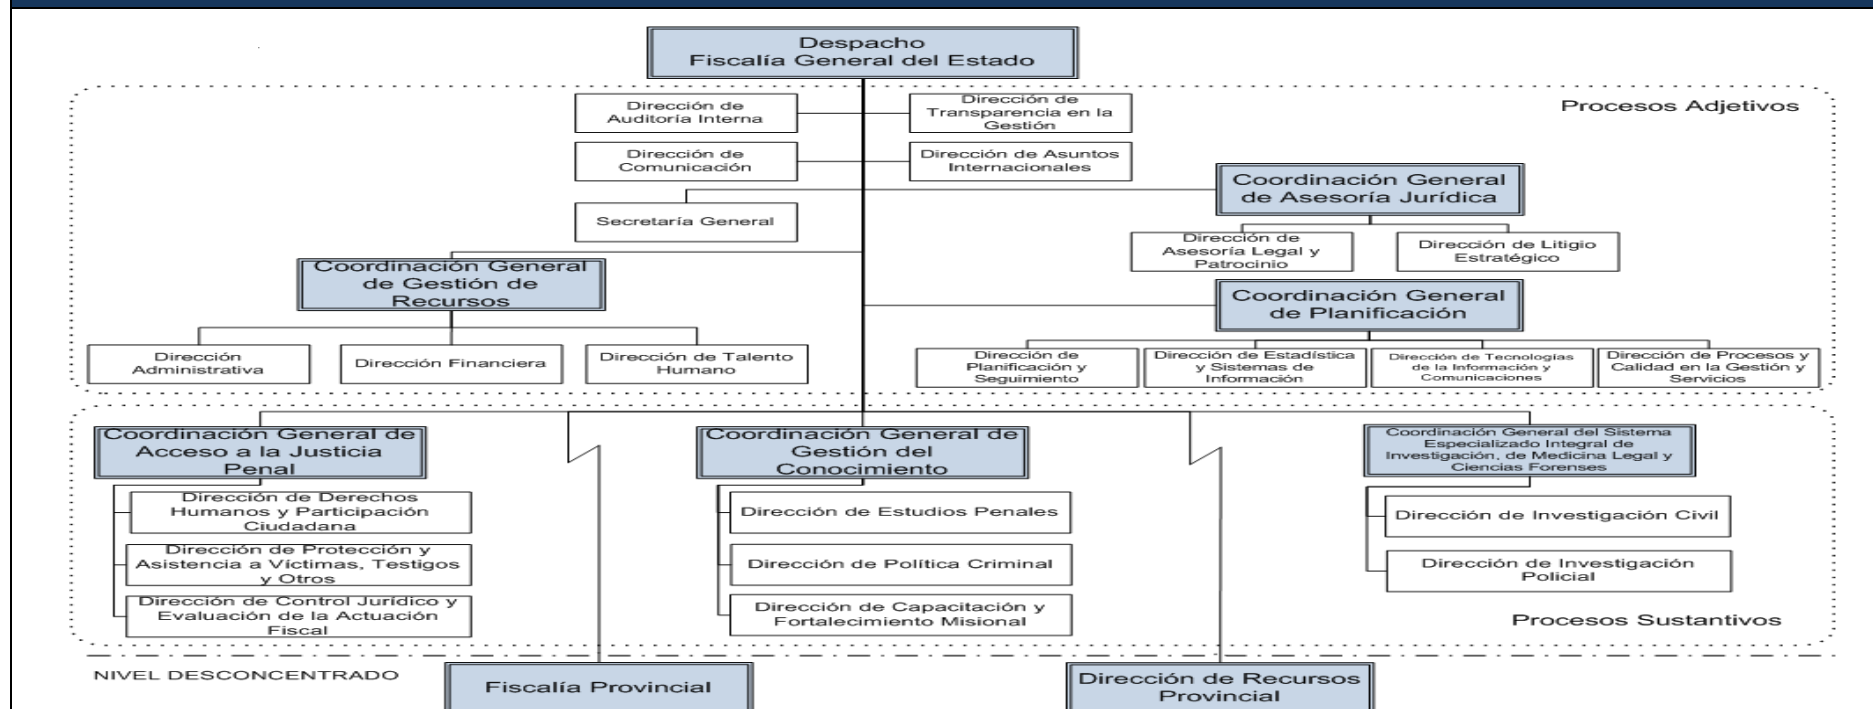 Despacho
Fiscalía General del Estado
Procesos Adjetivos
Dirección de
Auditoría Interna
Dirección de
Transparencia en la
Gestión
Dirección de
Comunicación
Dirección de Asuntos
Internacionales
Secretaría General
Coordinación General
de Asesoría Jurídica
Dirección de
Asesoría Legal y
Patrocinio
Dirección de Litigio
Estratégico
Coordinación General
de Gestión de
Recursos
Dirección
Administrativa
Dirección Financiera
Dirección de Talento
Humano
Coordinación General
de Planificación
Dirección de
Planificación y
Seguimiento
Dirección de Estadística
y Sistemas de
Información
Dirección de Tecnologías
de la Información y
Comunicaciones
Dirección de Procesos y
Calidad en la Gestión y
Servicios
Coordinación General de
Acceso a la Justicia
Penal
Dirección de Derechos
Humanos y Participación
Ciudadana
Dirección de Protección y
Asistencia a Víctimas, Testigos
y Otros
Dirección de Control Jurídico y
Evaluación de la Actuación
Fiscal
Coordinación General de
Gestión del
Conocimiento
Dirección de Estudios Penales
Dirección de Política Criminal
Dirección de Capacitación y
Fortalecimiento Misional
Coordinación General del Sistema
Especializado Integral de
Investigación, de Medicina Legal y
Ciencias Forenses
Dirección de Investigación Civil
Dirección de Investigación
Policial
Procesos Sustantivos
NIVEL DESCONCENTRADO
Fiscalía Provincial
Dirección de Recursos
Provincial